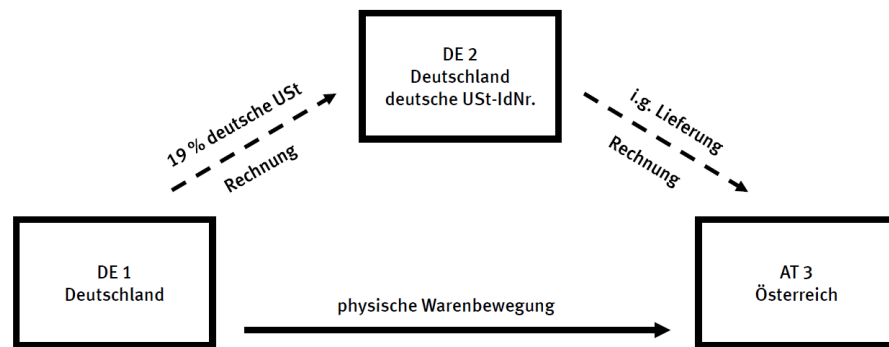 DE 2
Deutschland
deutsche USt-IdNr.
19 % deutsche USt
Rechnung
i.g. Lieferung
Rechnung
DE 1
Deutschland
physische Warenbewegung
AT 3
Österreich